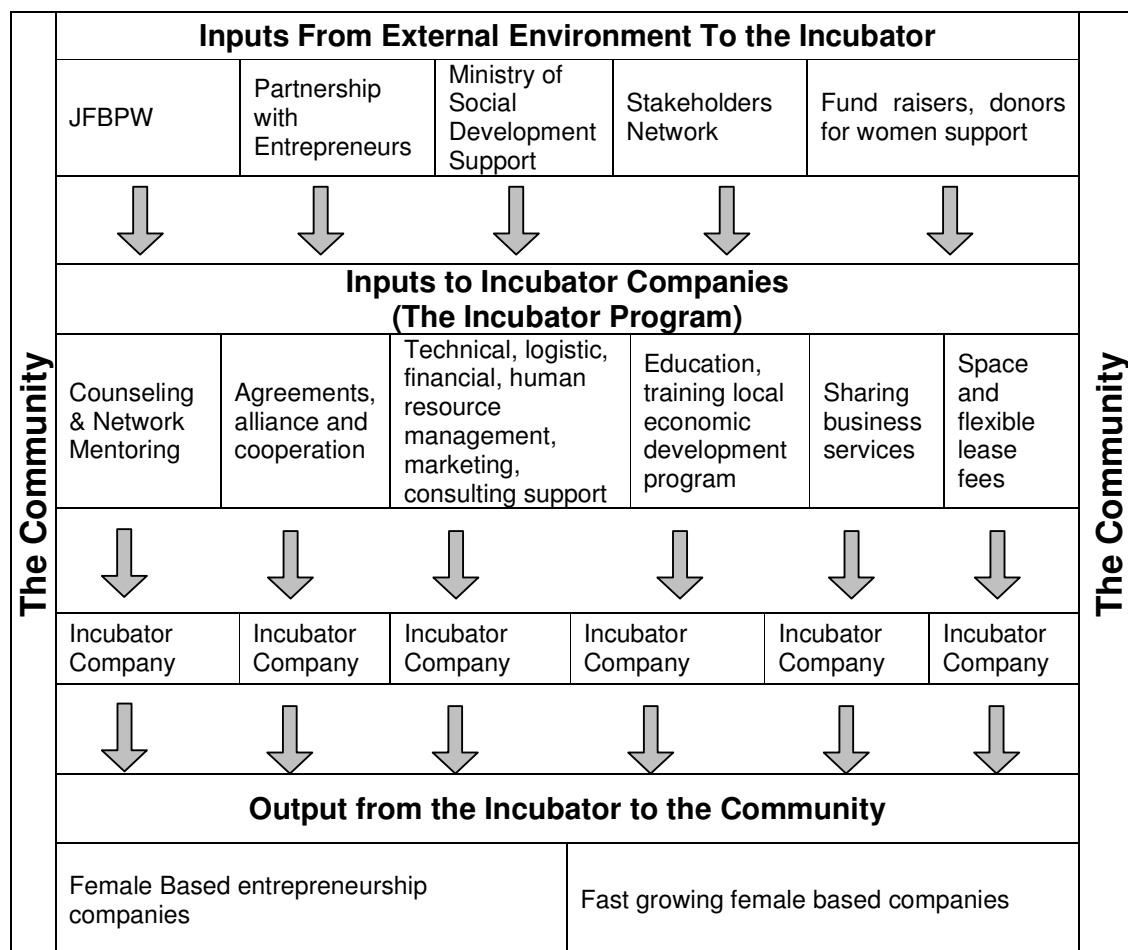 The Community
Inputs From External Environment To the Incubator
JFBPW
Partnership
with
Entrepreneurs
Ministry of
Social
Development
Support
Stakeholders
Network
Fund raisers, donors
for women support
Inputs to Incubator Companies
(The Incubator Program)
Counseling
& Network
Mentoring
Agreements,
alliance and
cooperation
Technical, logistic,
financial, human
resource
management,
marketing,
consulting support
Education,
training local
economic
development
program
Sharing
business
services
Space
and
flexible
lease
fees
Incubator
Company
Incubator
Company
Incubator
Company
Incubator
Company
Incubator
Company
Incubator
Company
Output from the Incubator to the Community
Female Based entrepreneurship
companies
Fast growing female based companies
The Community